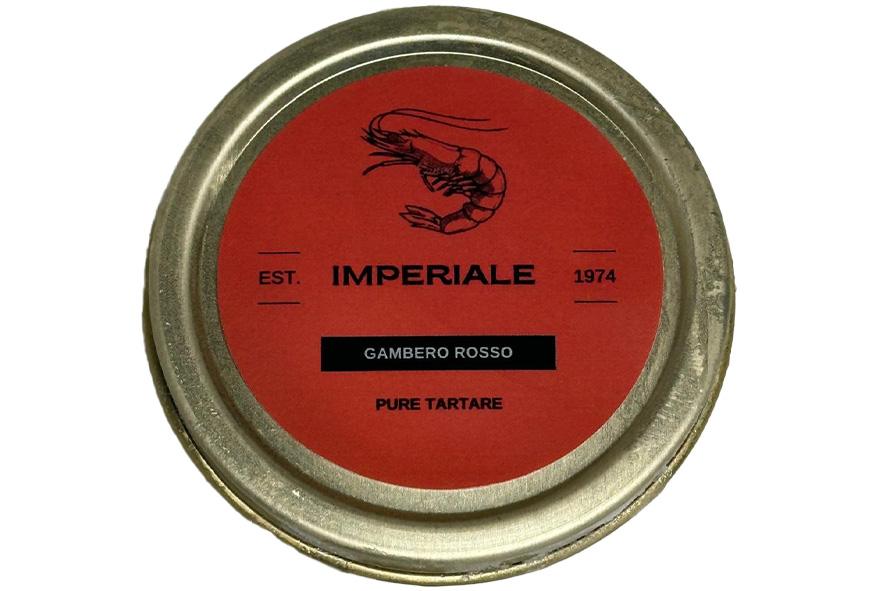 EST. IMPERIALE 1974
GAMBERO ROSSO
PURE TARTARE